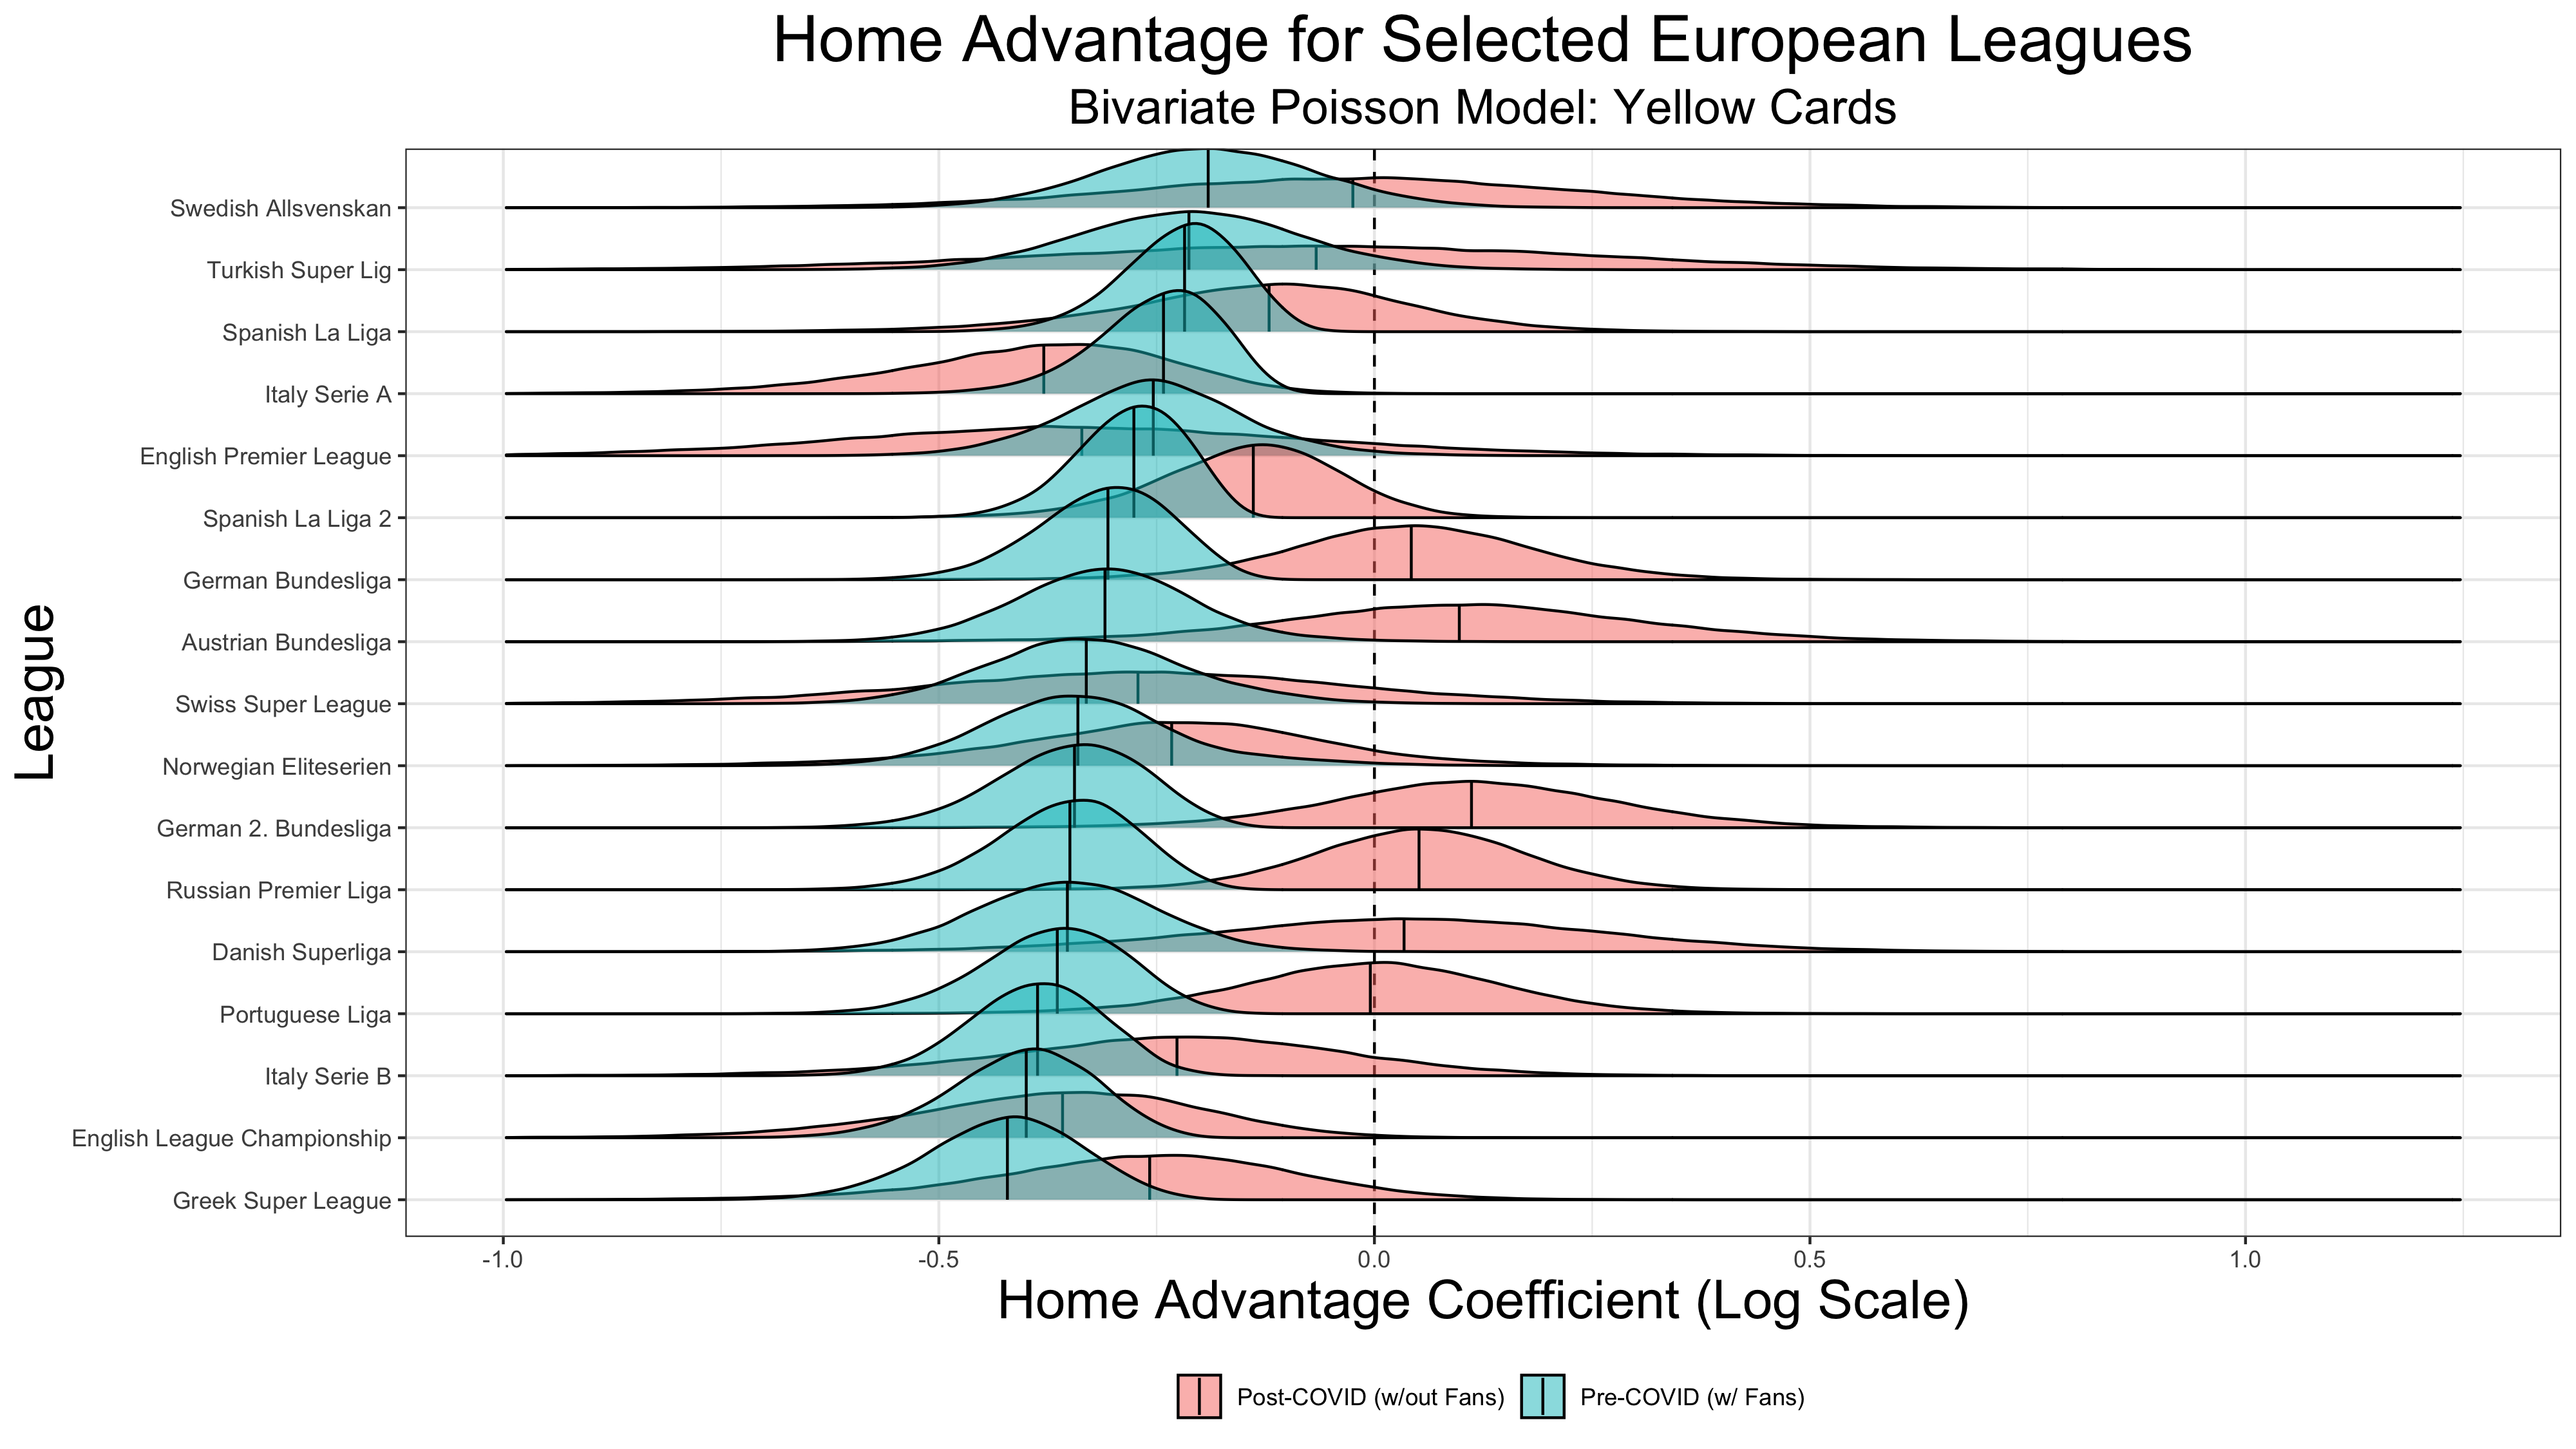 Home Advantage for Selected European Leagues
Bivariate Poisson Model: Yellow Cards
League
Swedish Allsvenskan
Turkish Super Lig
Spanish La Liga
Italy Serie A
English Premier League
Spanish La Liga 2
German Bundesliga
Austrian Bundesliga
Swiss Super League
Norwegian Eliteserien
German 2. Bundesliga
Russian Premier Liga
Danish Superliga
Portuguese Liga
Italy Serie B
English League Championship
Greek Super League
-1.0 -0.5 0.0 0.5 1.0
Home Advantage Coefficient (Log Scale)
Post-COVID (w/out Fans) Pre-COVID (w/ Fans)